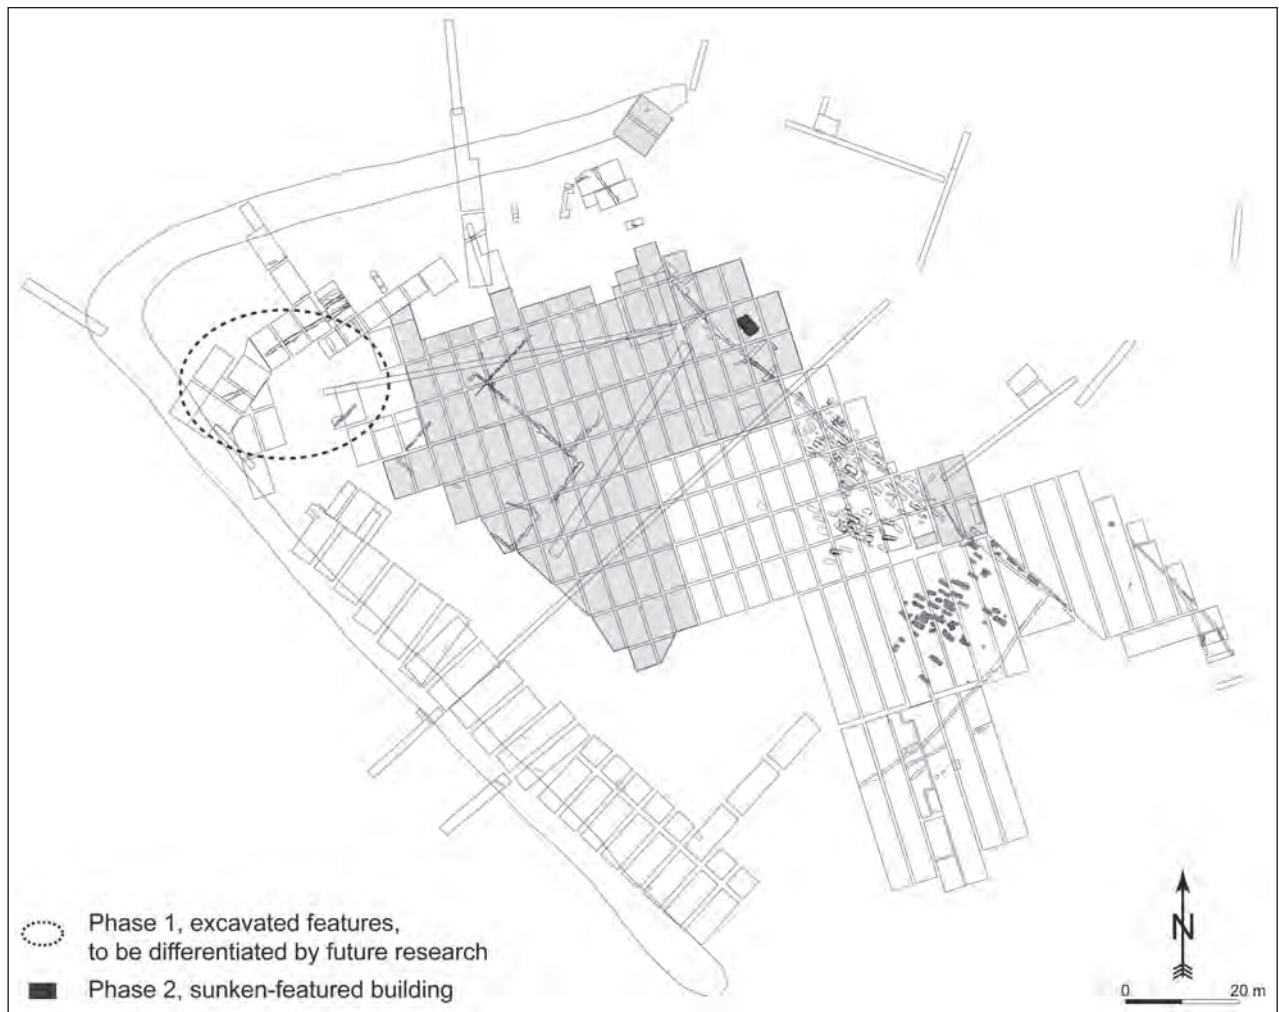 Phase 1, excavated features,
to be differentiated by future research
Phase 2, sunken-featured building
N
0 20 m